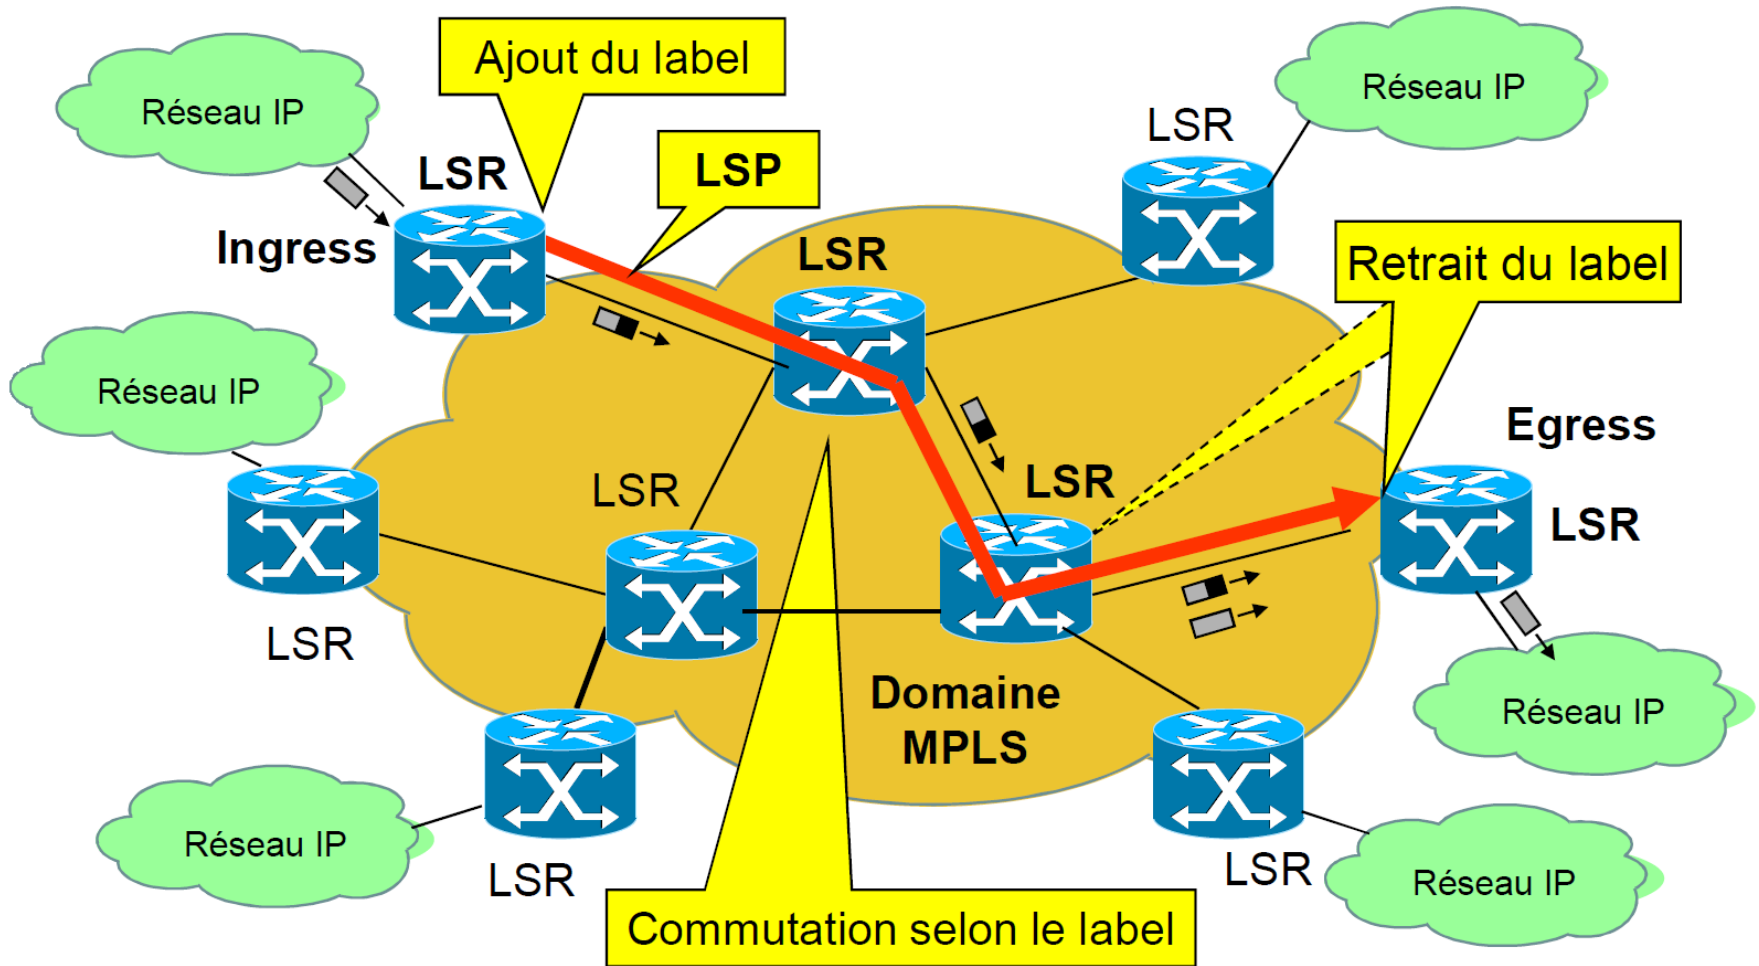 Ajout du label
Réseau IP
Réseau IP
LSR
LSR
LSP
Ingress
LSR
Retrait du label
Réseau IP
Egress
LSR
LSR
LSR
LSR
Domaine
MPLS
Réseau IP
Réseau IP
LSR
LSR
Réseau IP
Commutation selon le label